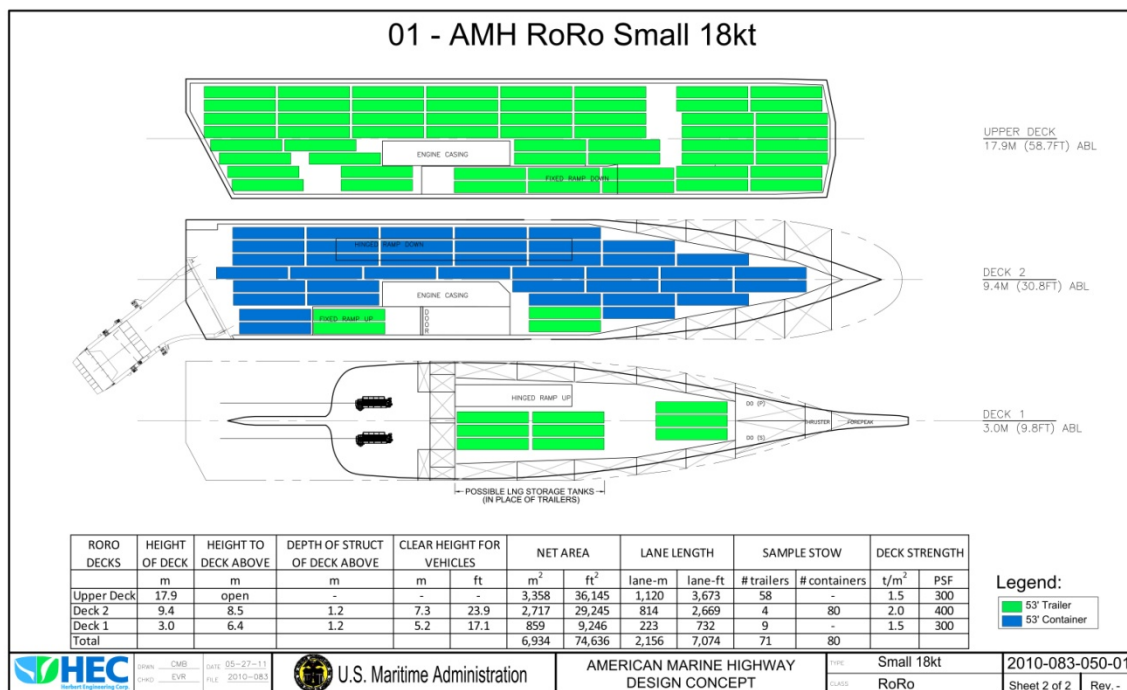 01 - AMH RoRo Small 18kt
UPPER DECK
17.9M (58.7FT) ABL
ENGINE CASING
FIXED RAMP DOWN
HINGED RAMP DOWN
DECK 2
9.4M (30.8FT) ABL
ENGINE CASING
FIXED RAMP UP
DOOR
HINGED RAMP UP
DO (P)
DECK 1
3.0M (9.8FT) ABL
THRUSTER FOREPEAK
DO (S)
POSSIBLE LNG STORAGE TANKS
(IN PLACE OF TRAILERS)
RORO DECKS HEIGHT OF DECK HEIGHT TO DECK ABOVE DEPTH OF STRUCT OF DECK ABOVE CLEAR HEIGHT FOR VEHICLES NET AREA LANE LENGTH SAMPLE STOW DECK STRENGTH
m m m m ft m² ft² lane-m lane-ft # trailers # containers t/m² PSF
Upper Deck 17.9 open - - - 3,358 36,145 1,120 3,673 58 - 1.5 300
Deck 2 9.4 8.5 1.2 7.3 23.9 2,717 29,245 814 2,669 4 80 2.0 400
Deck 1 3.0 6.4 1.2 5.2 17.1 859 9,246 223 732 9 - 1.5 300
Total 6,934 74,636 2,156 7,074 71 80
Legend:
53' Trailer
53' Container
HEC
Herbert Engineering Corp.
DRWN CMB DATE 05-27-11
CHKD EVR FILE 2010-083
U.S. Maritime Administration
AMERICAN MARINE HIGHWAY
DESIGN CONCEPT
TYPE Small 18kt
CLASS RoRo
2010-083-050-01
Sheet 2 of 2 Rev. -